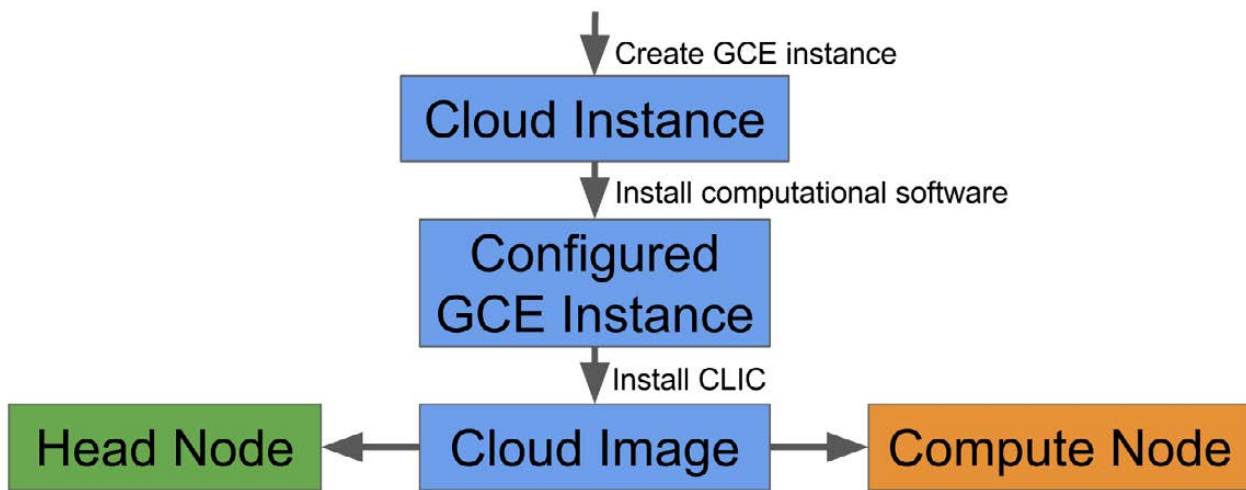 Create GCE instance
Cloud Instance
Install computational software
Configured
GCE Instance
Install CLIC
Head Node
Cloud Image
Compute Node